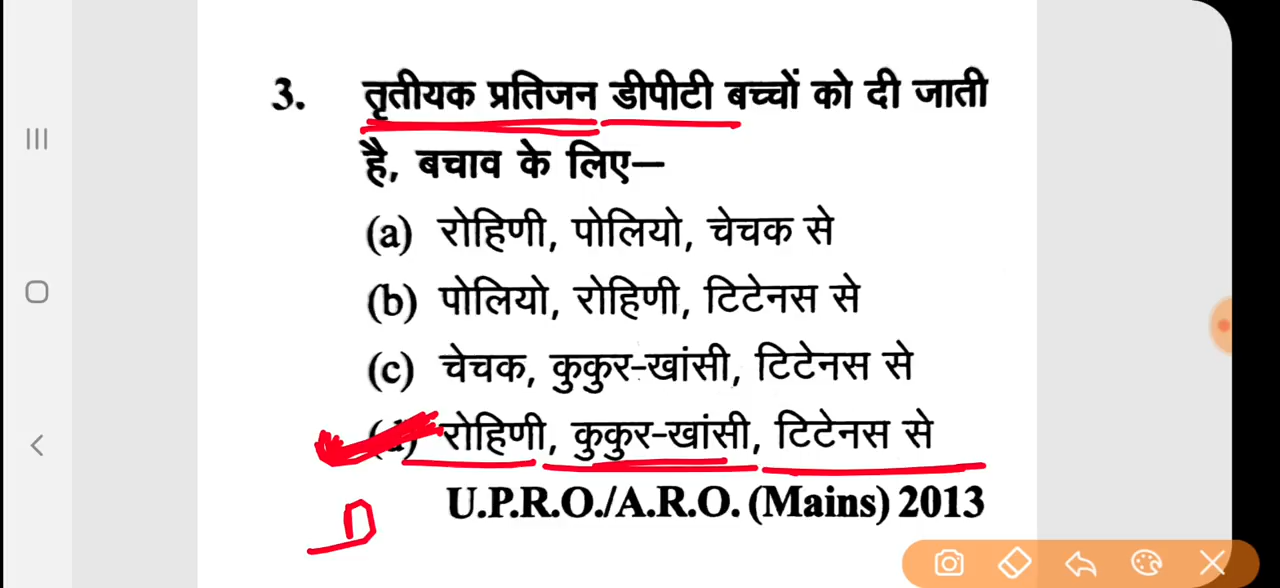 3. तृतीयक प्रतिजन डीपीटी बच्चों को दी जाती
है, बचाव के लिए–
(a) रोहिणी, पोलियो, चेचक से
(b) पोलियो, रोहिणी, टिटेनस से
(c) चेचक, कुकुर-खांसी, टिटेनस से
(d) रोहिणी, कुकुर-खांसी, टिटेनस से
U.P.R.O./A.R.O. (Mains) 2013
D